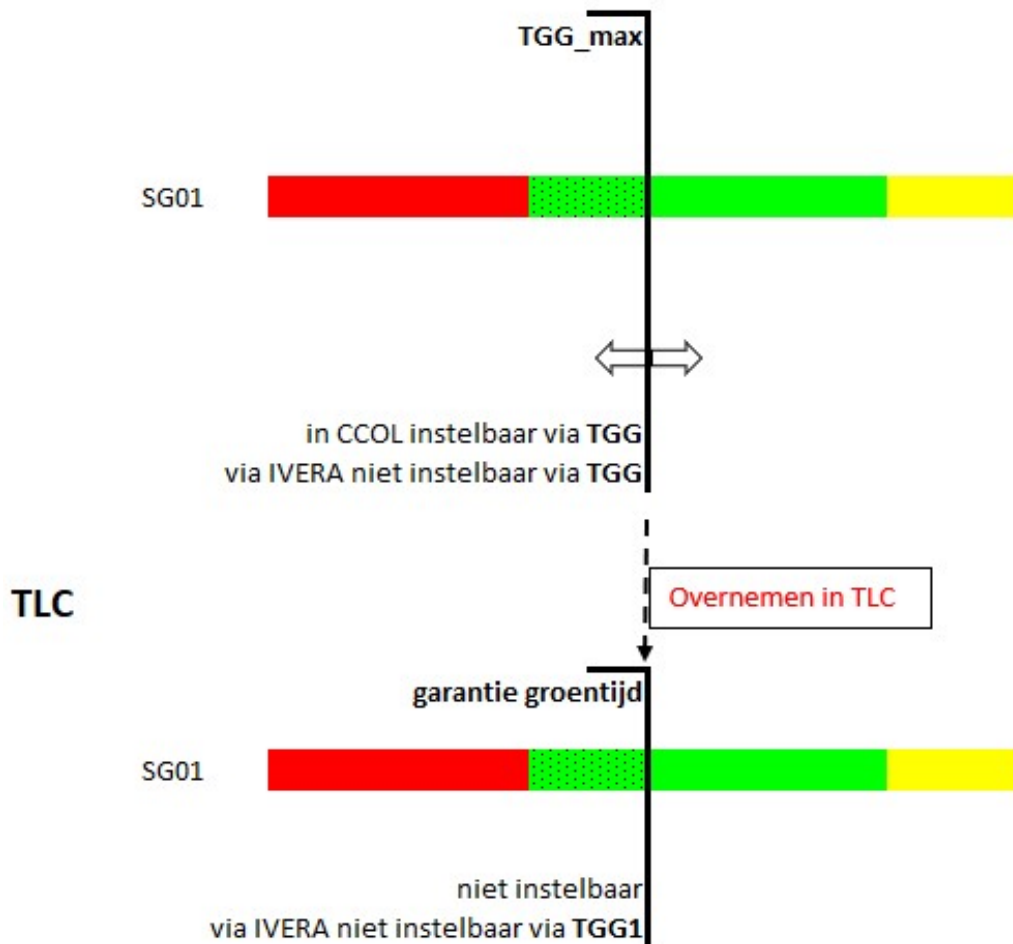 TGG_max
SG01
in CCOL instelbaar via TGG
via IVERA niet instelbaar via TGG
TLC
Overnemen in TLC
garantie groentijd
SG01
niet instelbaar
via IVERA niet instelbaar via TGG1